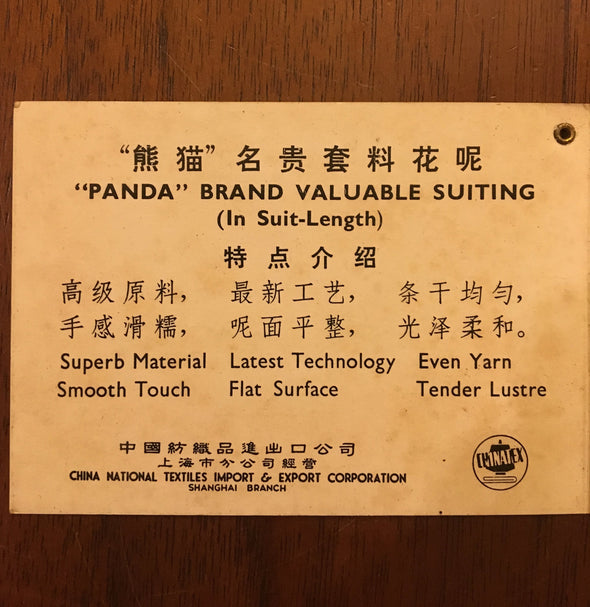 “熊猫”名贵套料花呢
“PANDA” BRAND VALUABLE SUITING
(In Suit-Length)
特点介绍
高级原料， 最新工艺， 条干均匀，
手感滑糯， 呢面平整， 光泽柔和。
Superb Material Latest Technology Even Yarn
Smooth Touch Flat Surface Tender Lustre
中國紡織品進出口公司
上海市分公司經營
CHINA NATIONAL TEXTILES IMPORT & EXPORT CORPORATION
SHANGHAI BRANCH
CHINATEX